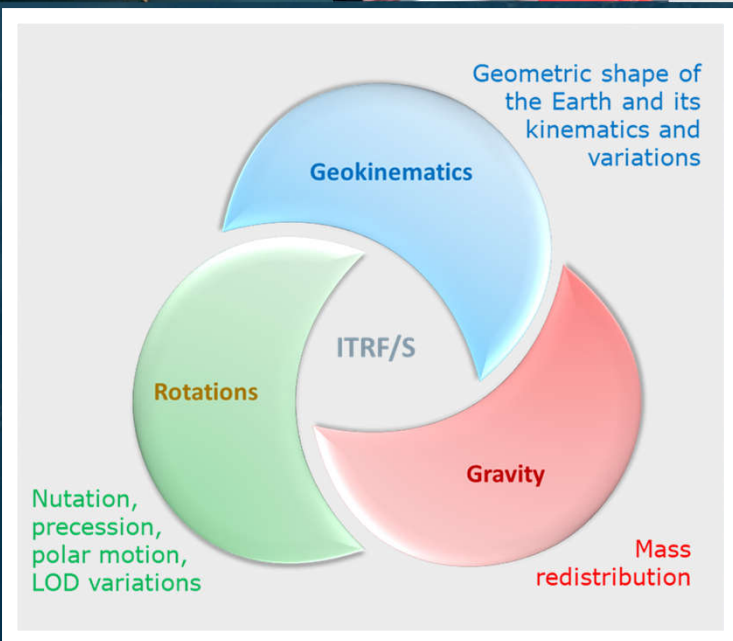 Geometric shape of
the Earth and its
kinematics and
variations
Geokinematics
ITRF/S
Rotations
Gravity
Nutation,
precession,
polar motion,
LOD variations
Mass
redistribution